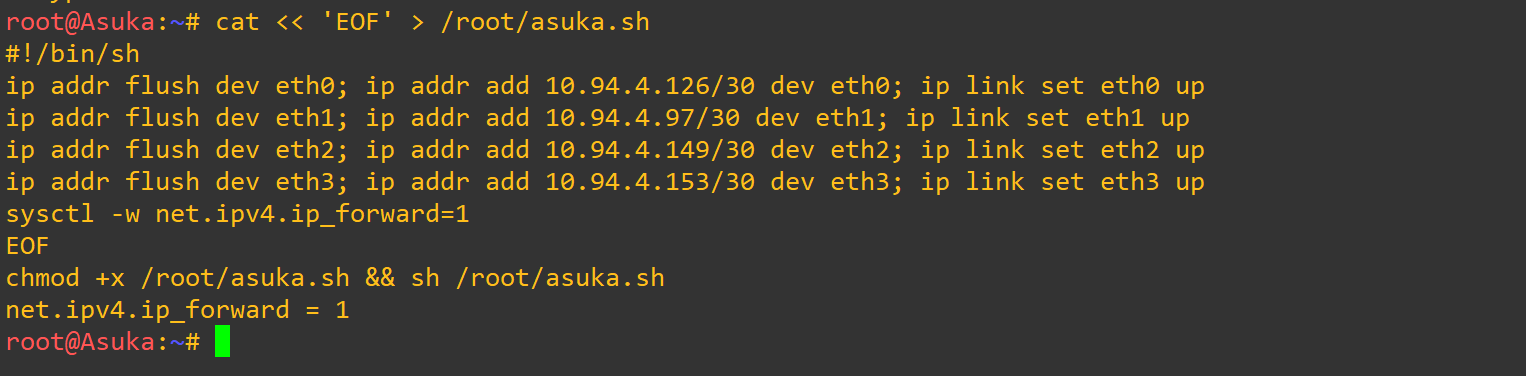 root@Asuka:~# cat << 'EOF' > /root/asuka.sh
#!/bin/sh
ip addr flush dev eth0; ip addr add 10.94.4.126/30 dev eth0; ip link set eth0 up
ip addr flush dev eth1; ip addr add 10.94.4.97/30 dev eth1; ip link set eth1 up
ip addr flush dev eth2; ip addr add 10.94.4.149/30 dev eth2; ip link set eth2 up
ip addr flush dev eth3; ip addr add 10.94.4.153/30 dev eth3; ip link set eth3 up
sysctl -w net.ipv4.ip_forward=1
EOF
chmod +x /root/asuka.sh && sh /root/asuka.sh
net.ipv4.ip_forward = 1
root@Asuka:~#